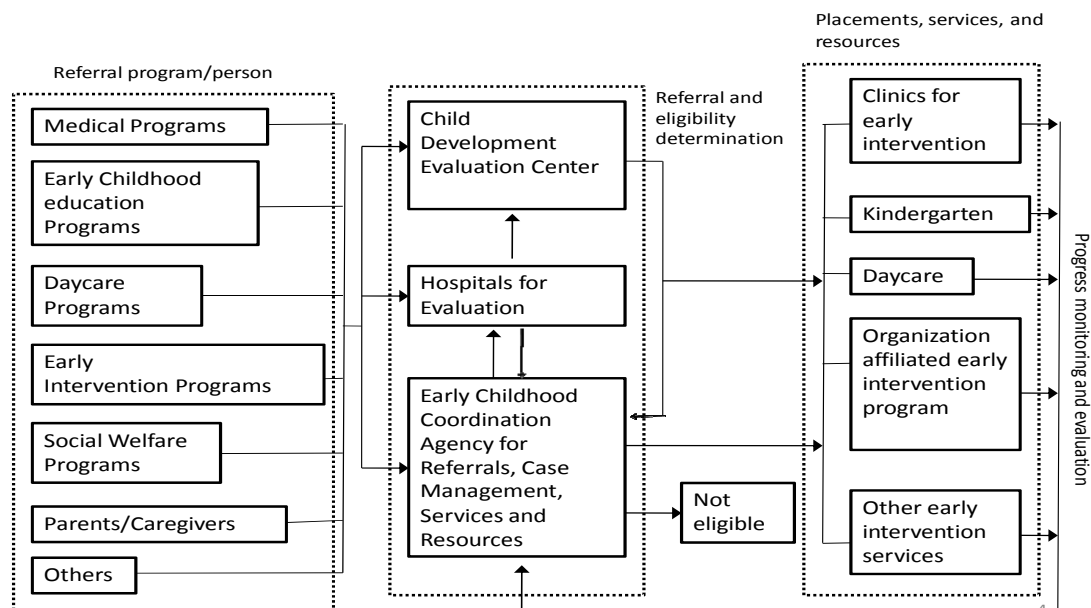 Placements, services, and
resources
Referral program/person
Medical Programs
Early Childhood
education
Programs
Daycare
Programs
Early
Intervention Programs
Social Welfare
Programs
Parents/Caregivers
Others
Child
Development
Evaluation Center
Hospitals for
Evaluation
Early Childhood
Coordination
Agency for
Referrals, Case
Management,
Services and
Resources
Referral and
eligibility
determination
Not
eligible
Clinics for
early
intervention
Kindergarten
Daycare
Organization
affiliated early
intervention
program
Other early
intervention
services
Progress monitoring and evaluation